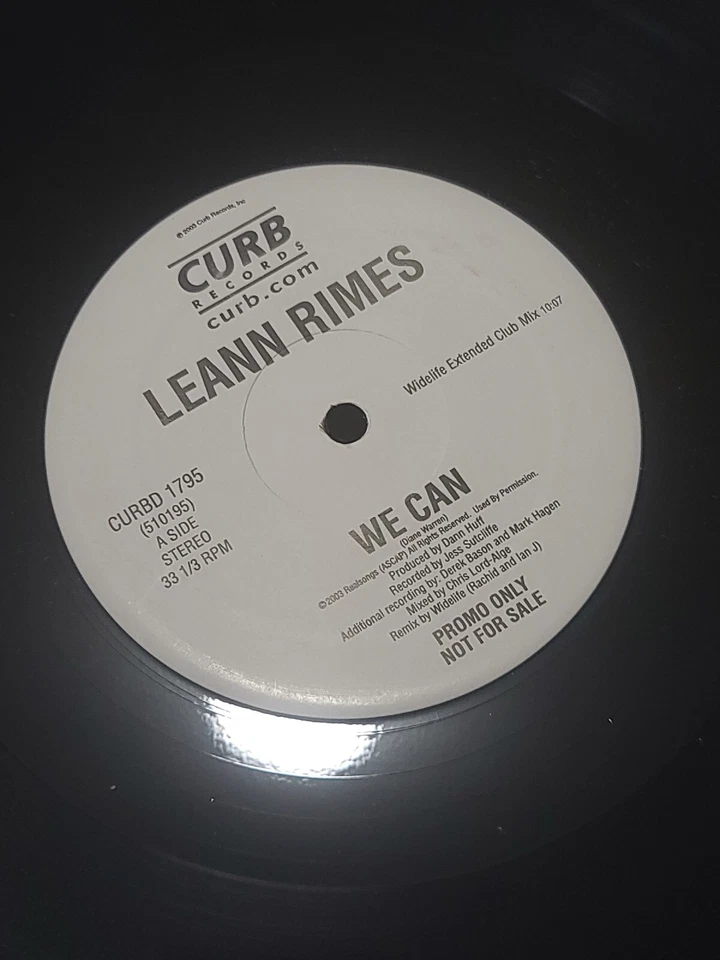 ℗ 2003 Curb Records, Inc
CURB
RECORDS
curb.com
LEANN RIMES
Widelife Extended Club Mix 10:07
CURBD 1795
(510195)
A SIDE
STEREO
33 1/3 RPM
WE CAN
(Diane Warren)
©2003 Realsongs (ASCAP) All Rights Reserved. Used By Permission.
Produced by Dann Huff
Recorded by Jess Sutcliffe
Additional recording by: Derek Bason and Mark Hagen
Mixed by Chris Lord-Alge
Remix by Widelife (Rachid and Ian J)
PROMO ONLY
NOT FOR SALE